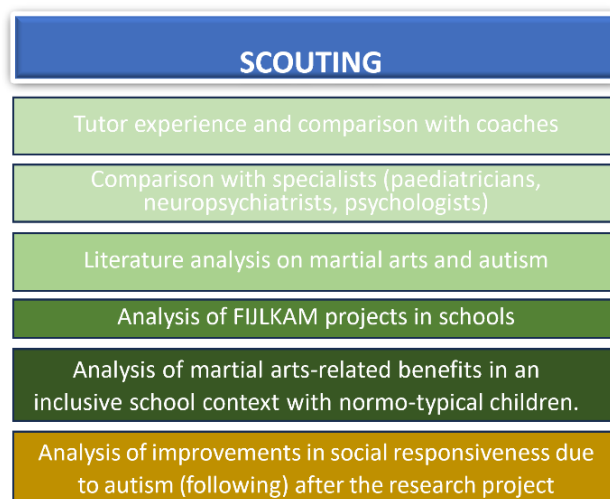 SCOUTING
Tutor experience and comparison with coaches
Comparison with specialists (paediatricians,
neuropsychiatrists, psychologists)
Literature analysis on martial arts and autism
Analysis of FIJLKAM projects in schools
Analysis of martial arts-related benefits in an
inclusive school context with normo-typical children.
Analysis of improvements in social responsiveness due
to autism (following) after the research project